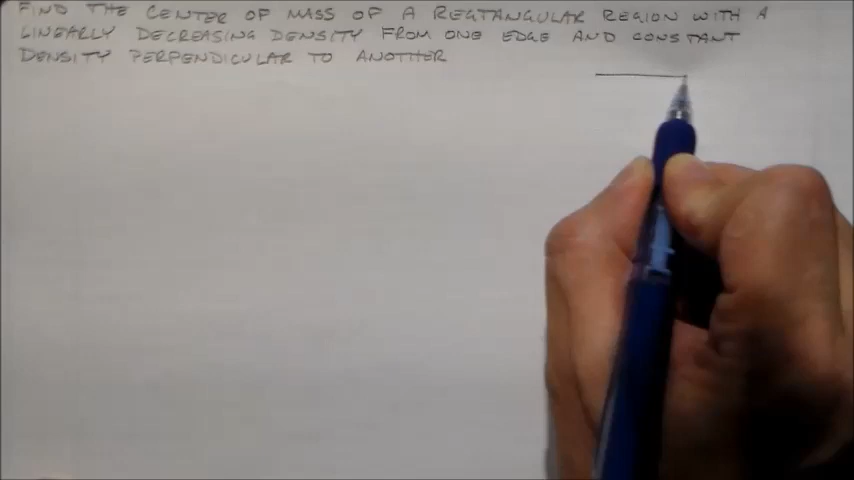 FIND THE CENTER OF MASS OF A RECTANGULAR REGION WITH A
LINEARLY DECREASING DENSITY FROM ONE EDGE AND CONSTANT
DENSITY PERPENDICULAR TO ANOTHER